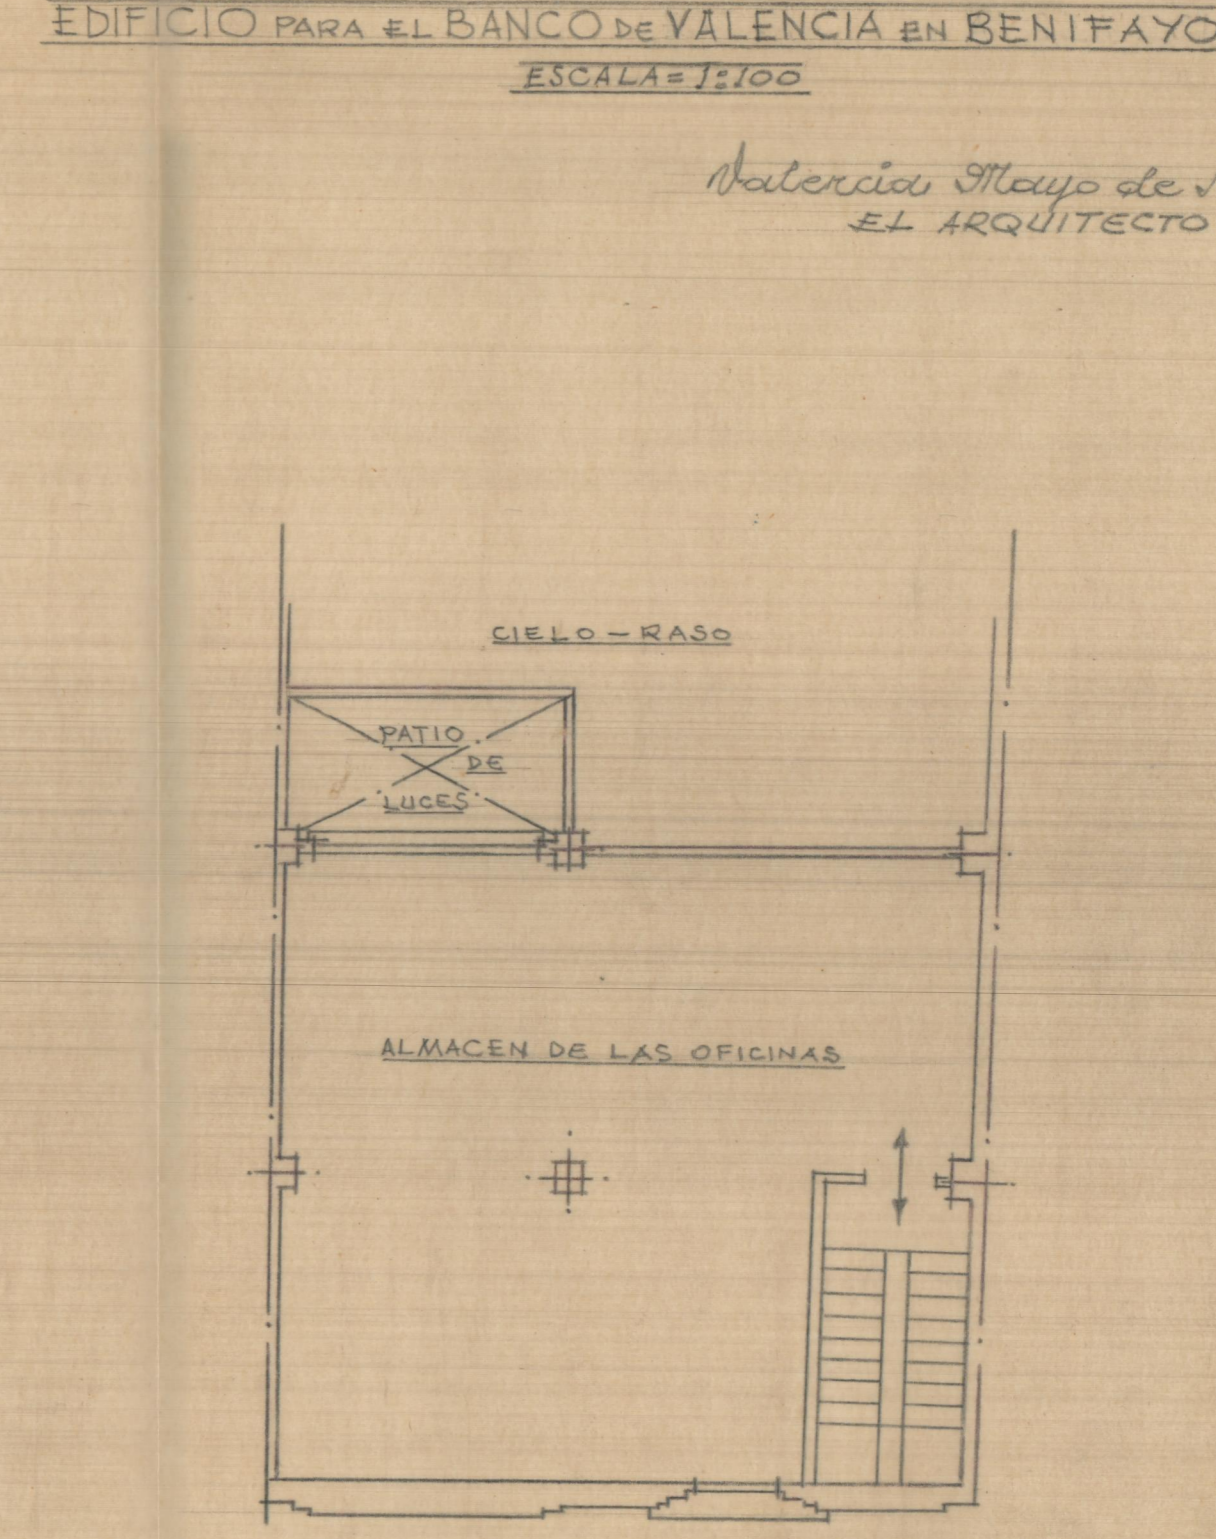 EDIFICIO PARA EL BANCO DE VALENCIA EN BENIFAYO
ESCALA = 1:100
Valencia Mayo de
EL ARQUITECTO
CIELO - RASO
PATIO
DE
LUCES
ALMACEN DE LAS OFICINAS